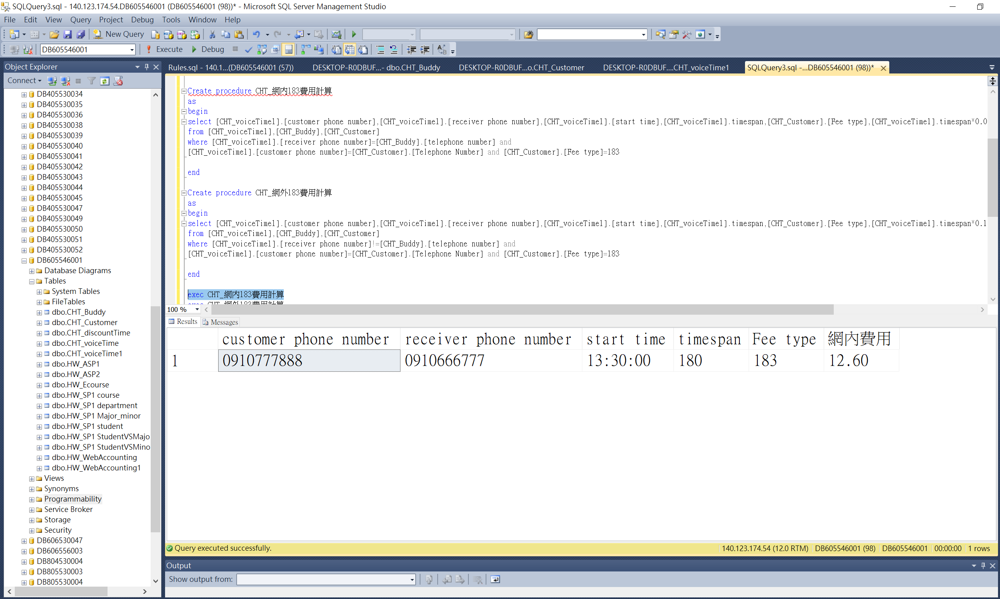 SQLQuery3.sql - 140.123.174.54.DB605546001 (DB605546001 (98))* - Microsoft SQL Server Management Studio
File Edit View Query Project Debug Tools Window Help
New Query
DB605546001 Execute Debug
Object Explorer
Connect
DB405530034
DB405530035
DB405530036
DB405530038
DB405530039
DB405530040
DB405530041
DB405530042
DB405530043
DB405530044
DB405530045
DB405530047
DB405530049
DB405530050
DB405530051
DB405530052
DB605546001
Database Diagrams
Tables
System Tables
FileTables
dbo.CHT_Buddy
dbo.CHT_Customer
dbo.CHT_discountTime
dbo.CHT_voiceTime
dbo.CHT_voiceTime1
dbo.HW_ASP1
dbo.HW_ASP2
dbo.HW_Ecourse
dbo.HW_SP1 course
dbo.HW_SP1 department
dbo.HW_SP1 Major_minor
dbo.HW_SP1 student
dbo.HW_SP1 StudentVSMajo
dbo.HW_SP1 StudentVSMino
dbo.HW_WebAccounting
dbo.HW_WebAccounting1
Views
Synonyms
Programmability
Service Broker
Storage
Security
DB606530047
DB606556003
DB804530004
DB805530003
DB805530004
Rules.sql - 140.1...(DB605546001 (57)) DESKTOP-R0DBUF...- dbo.CHT_Buddy DESKTOP-R0DBUF...o.CHT_Customer DESKTOP-R0DBUF....CHT_voiceTime1 SQLQuery3.sql -...DB605546001 (98))*
Create procedure CHT_網內183費用計算
as
begin
select [CHT_voiceTime1].[customer phone number],[CHT_voiceTime1].[receiver phone number],[CHT_voiceTime1].[start time],[CHT_voiceTime1].timespan,[CHT_Customer].[Fee type],[CHT_voiceTime1].timespan*0.0
from [CHT_voiceTime1],[CHT_Buddy],[CHT_Customer]
where [CHT_voiceTime1].[receiver phone number]=[CHT_Buddy].[telephone number] and
[CHT_voiceTime1].[customer phone number]=[CHT_Customer].[Telephone Number] and [CHT_Customer].[Fee type]=183
end
Create procedure CHT_網外183費用計算
as
begin
select [CHT_voiceTime1].[customer phone number],[CHT_voiceTime1].[receiver phone number],[CHT_voiceTime1].[start time],[CHT_voiceTime1].timespan,[CHT_Customer].[Fee type],[CHT_voiceTime1].timespan*0.1
from [CHT_voiceTime1],[CHT_Buddy],[CHT_Customer]
where [CHT_voiceTime1].[receiver phone number]!=[CHT_Buddy].[telephone number] and
[CHT_voiceTime1].[customer phone number]=[CHT_Customer].[Telephone Number] and [CHT_Customer].[Fee type]=183
end
exec CHT_網內183費用計算
exec CHT_網外183費用計算
100 %
Results Messages
customer phone number receiver phone number start time timespan Fee type 網內費用
1 0910777888 0910666777 13:30:00 180 183 12.60
Query executed successfully. 140.123.174.54 (12.0 RTM) DB605546001 (98) DB605546001 00:00:00 1 rows
Output
Show output from: